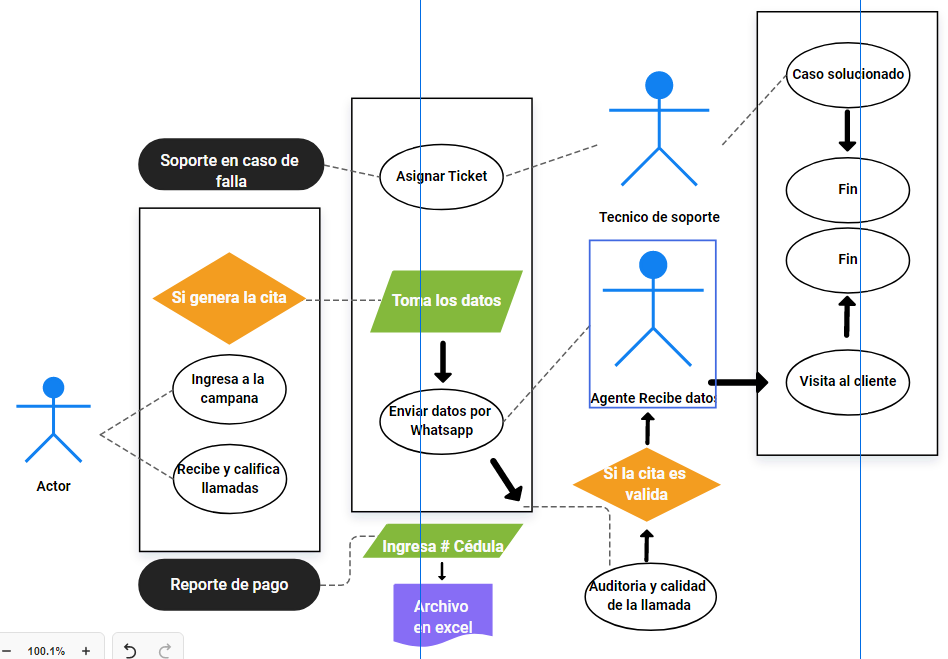 Caso solucionado
Soporte en caso de
falla
Asignar Ticket
Fin
Tecnico de soporte
Fin
Si genera la cita
Toma los datos
Ingresa a la
campana
Visita al cliente
Agente Recibe datos
Enviar datos por
Whatsapp
Recibe y califica
llamadas
Si la cita es
valida
Actor
Ingresa # Cédula
Reporte de pago
Auditoria y calidad
de la llamada
Archivo
en excel
100.1%